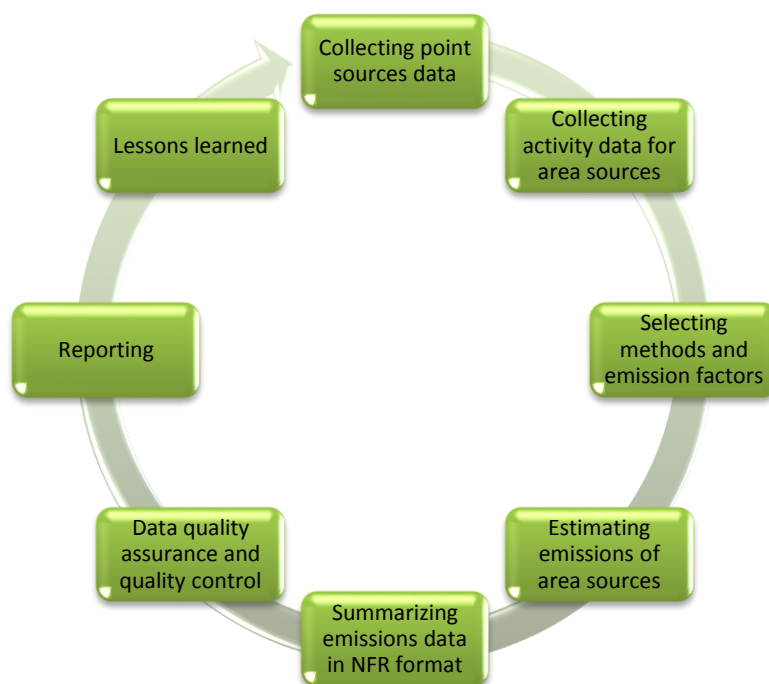 Collecting point
sources data
Collecting
activity data for
area sources
Selecting
methods and
emission factors
Estimating
emissions of
area sources
Summarizing
emissions data
in NFR format
Data quality
assurance and
quality control
Reporting
Lessons learned